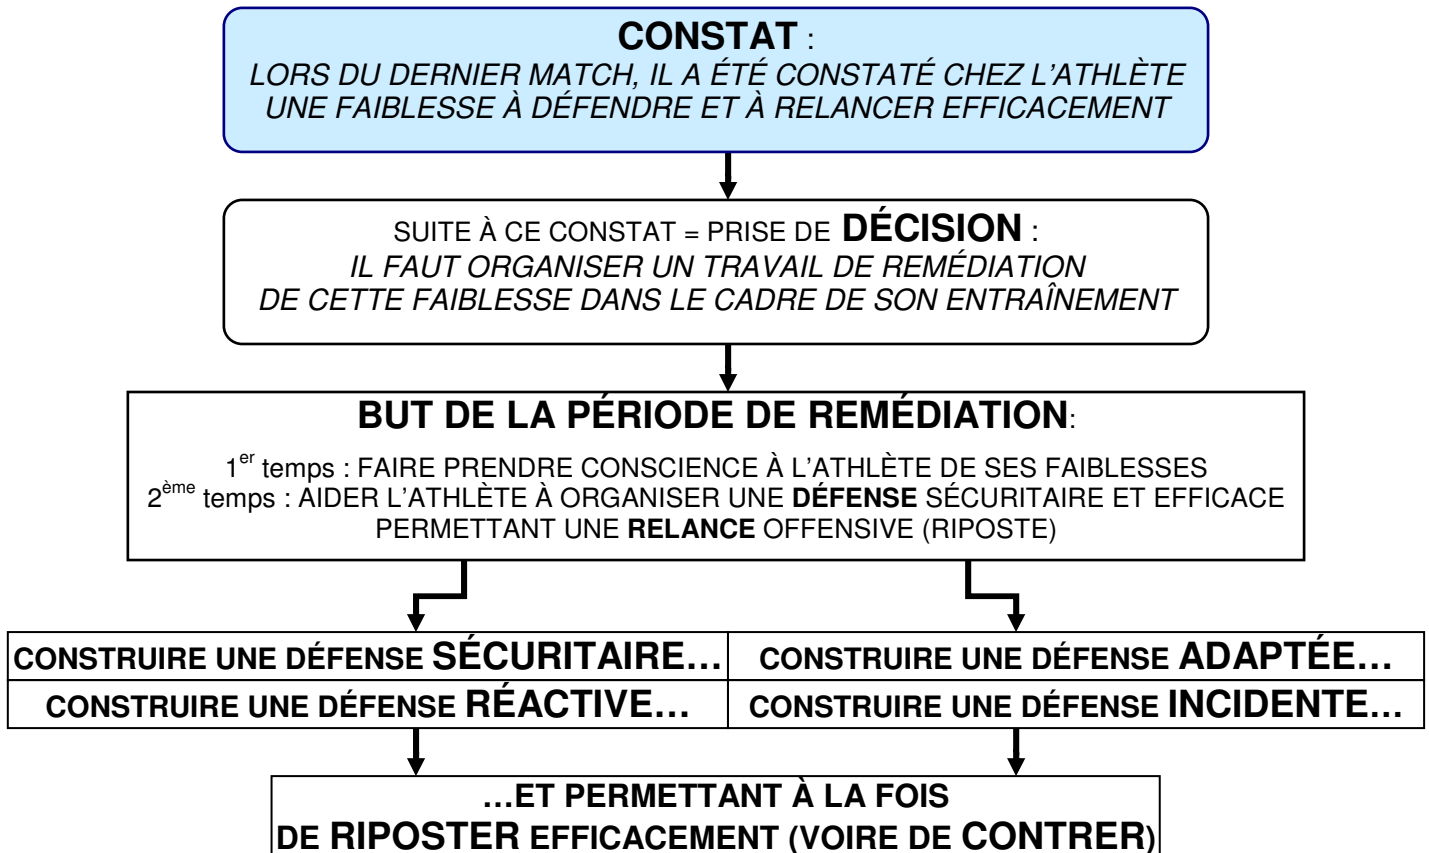 CONSTAT :
LORS DU DERNIER MATCH, IL A ÉTÉ CONSTATÉ CHEZ L'ATHLÈTE
UNE FAIBLESSE À DÉFENDRE ET À RELANCER EFFICACEMENT
SUITE À CE CONSTAT = PRISE DE DÉCISION :
IL FAUT ORGANISER UN TRAVAIL DE REMÉDIATION
DE CETTE FAIBLESSE DANS LE CADRE DE SON ENTRAÎNEMENT
BUT DE LA PÉRIODE DE REMÉDIATION:
1er temps : FAIRE PRENDRE CONSCIENCE À L'ATHLÈTE DE SES FAIBLESSES
2ème temps : AIDER L'ATHLÈTE À ORGANISER UNE DÉFENSE SÉCURITAIRE ET EFFICACE
PERMETTANT UNE RELANCE OFFENSIVE (RIPOSTE)
CONSTRUIRE UNE DÉFENSE SÉCURITAIRE…
CONSTRUIRE UNE DÉFENSE ADAPTÉE…
CONSTRUIRE UNE DÉFENSE RÉACTIVE…
CONSTRUIRE UNE DÉFENSE INCIDENTE…
…ET PERMETTANT À LA FOIS
DE RIPOSTER EFFICACEMENT (VOIRE DE CONTRER)